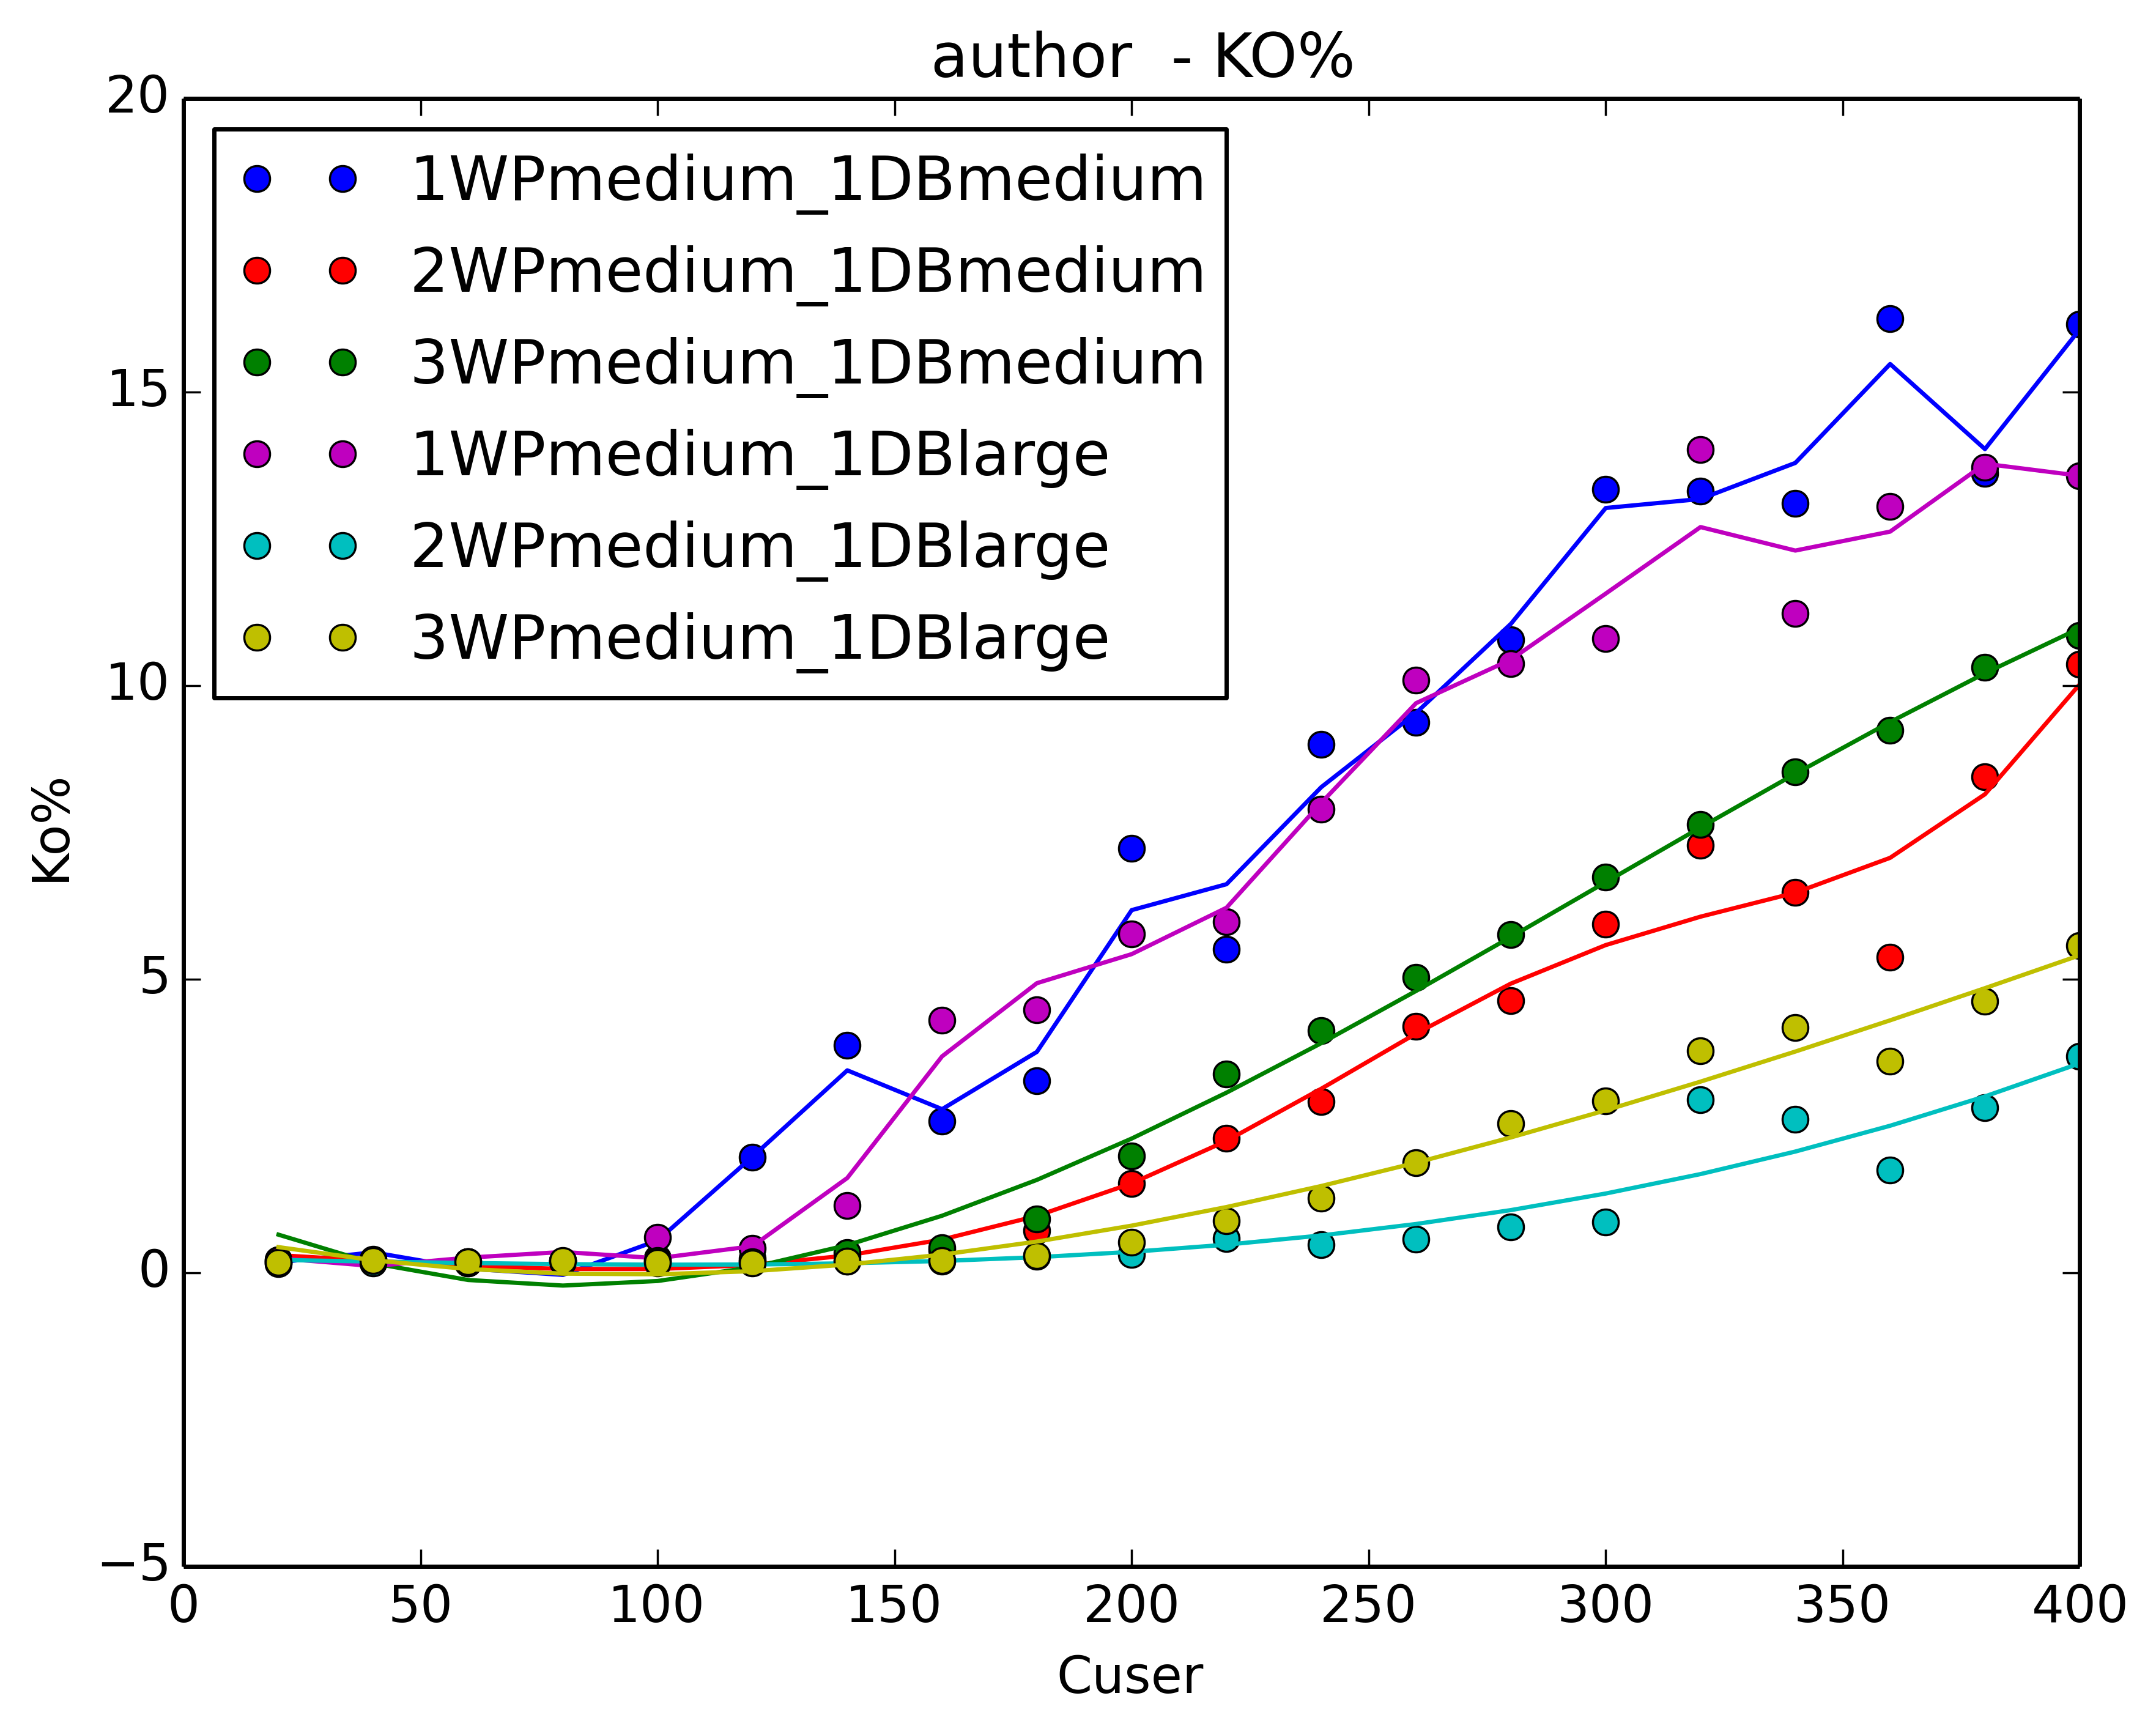 author - KO%
20
15
10
5
0
−5
Ko%
1WPmedium_1DBmedium
2WPmedium_1DBmedium
3WPmedium_1DBmedium
1WPmedium_1DBlarge
2WPmedium_1DBlarge
3WPmedium_1DBlarge
0 50 100 150 200 250 300 350 400
Cuser